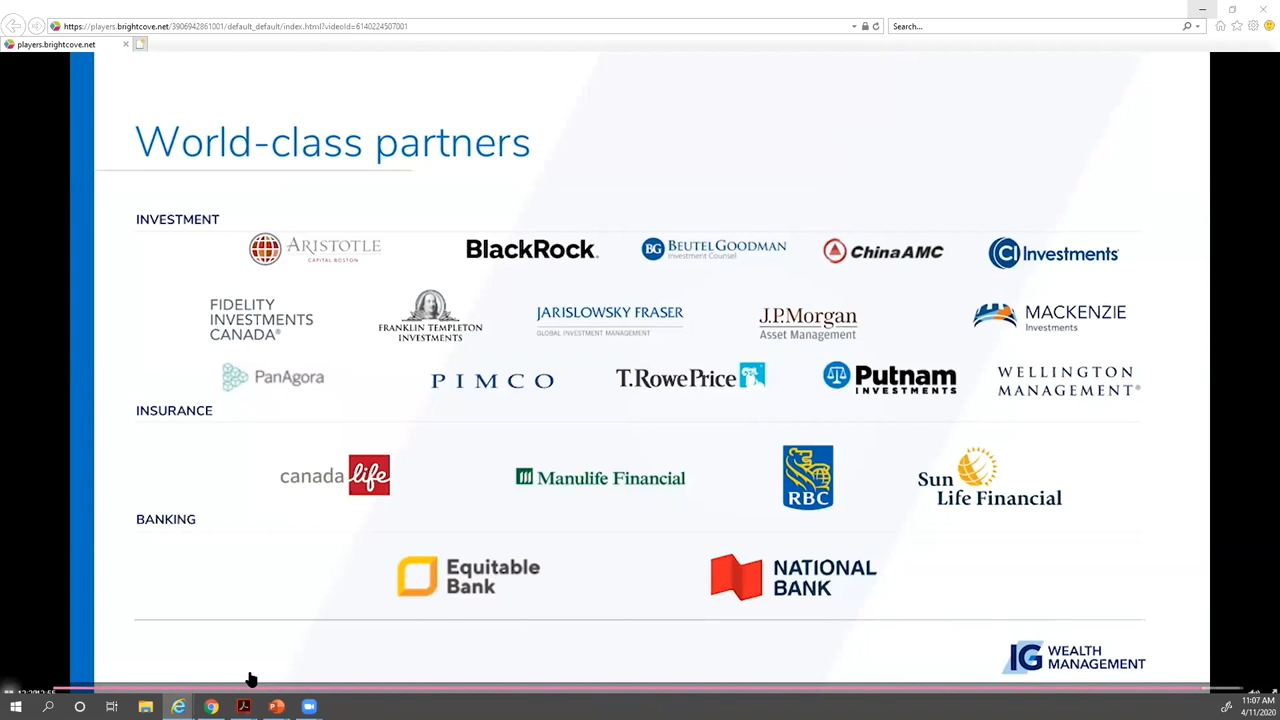 https://players.brightcove.net/3906942861001/default_default/index.html?videoId=6140224507001
Search...
players.brightcove.net
World-class partners
INVESTMENT
ARISTOTLE
CAPITAL BOSTON
BlackRock.
BG BEUTEL GOODMAN
Investment Counsel
ChinaAMC
CI Investments
FIDELITY
INVESTMENTS
CANADA®
FRANKLIN TEMPLETON
INVESTMENTS
JARISLOWSKY FRASER
GLOBAL INVESTMENT MANAGEMENT
J.P.Morgan
Asset Management
MACKENZIE
Investments
PanAgora
PIMCO
T.RowePrice
Putnam
INVESTMENTS
WELLINGTON
MANAGEMENT®
INSURANCE
canada life
Manulife Financial
RBC
Sun
Life Financial
BANKING
Equitable
Bank
NATIONAL
BANK
IG WEALTH
MANAGEMENT
11:07 AM
4/11/2020